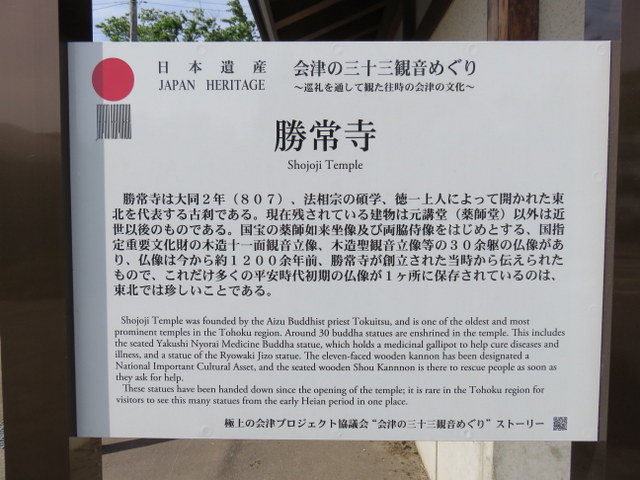 日本遺産 会津の三十三観音めぐり
JAPAN HERITAGE ～巡礼を通して観た往時の会津の文化～
勝常寺
Shojoji Temple
勝常寺は大同２年（８０７）、法相宗の碩学、徳一上人によって開かれた東
北を代表する古刹である。現在残されている建物は元講堂（薬師堂）以外は近
世以後のものである。国宝の薬師如来坐像及び両脇侍像をはじめとする、国指
定重要文化財の木造十一面観音立像、木造聖観音立像等の３０余躯の仏像があ
り、仏像は今から約１２００余年前、勝常寺が創立された当時から伝えられた
もので、これだけ多くの平安時代初期の仏像が１ヶ所に保存されているのは、
東北では珍しいことである。
Shojoji Temple was founded by the Aizu Buddhist priest Tokuitsu, and is one of the oldest and most
prominent temples in the Tohoku region. Around 30 buddha statues are enshrined in the temple. This includes
the seated Yakushi Nyorai Medicine Buddha statue, which holds a medicinal gallipot to help cure diseases and
illness, and a statue of the Ryowaki Jizo statue. The eleven-faced wooden kannon has been designated a
National Important Cultural Asset, and the seated wooden Shou Kannnon is there to rescue people as soon as
they ask for help.
These statues have been handed down since the opening of the temple; it is rare in the Tohoku region for
visitors to see this many statues from the early Heian period in one place.
極上の会津プロジェクト協議会“会津の三十三観音めぐり”ストーリー